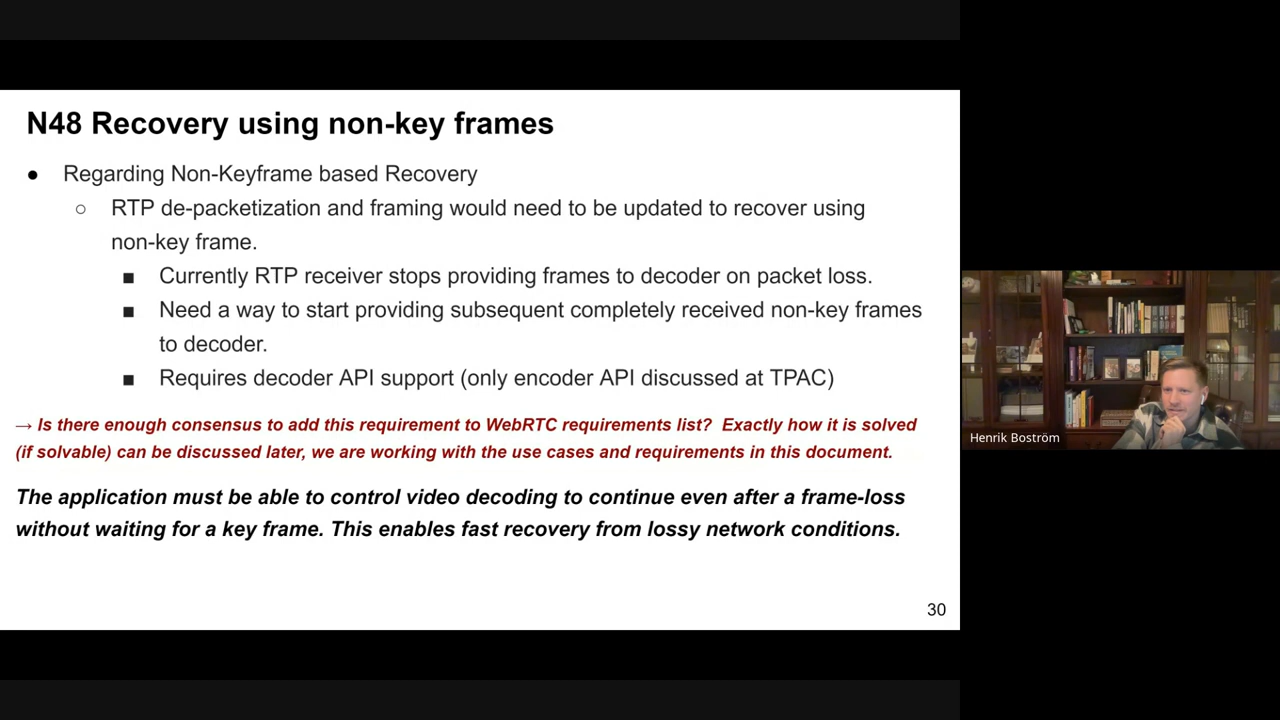 N48 Recovery using non-key frames
● Regarding Non-Keyframe based Recovery
○ RTP de-packetization and framing would need to be updated to recover using
non-key frame.
■ Currently RTP receiver stops providing frames to decoder on packet loss.
■ Need a way to start providing subsequent completely received non-key frames
to decoder.
■ Requires decoder API support (only encoder API discussed at TPAC)
→ Is there enough consensus to add this requirement to WebRTC requirements list? Exactly how it is solved
(if solvable) can be discussed later, we are working with the use cases and requirements in this document.
The application must be able to control video decoding to continue even after a frame-loss
without waiting for a key frame. This enables fast recovery from lossy network conditions.
30
Henrik Boström